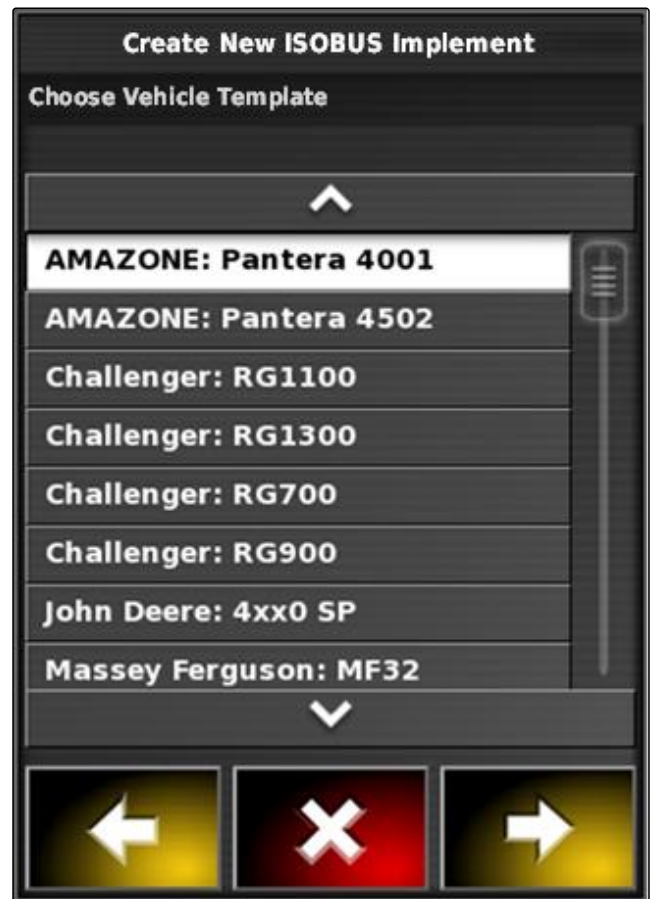 Create New ISOBUS Implement
Choose Vehicle Template
AMAZONE: Pantera 4001
AMAZONE: Pantera 4502
Challenger: RG1100
Challenger: RG1300
Challenger: RG700
Challenger: RG900
John Deere: 4xx0 SP
Massey Ferguson: MF32